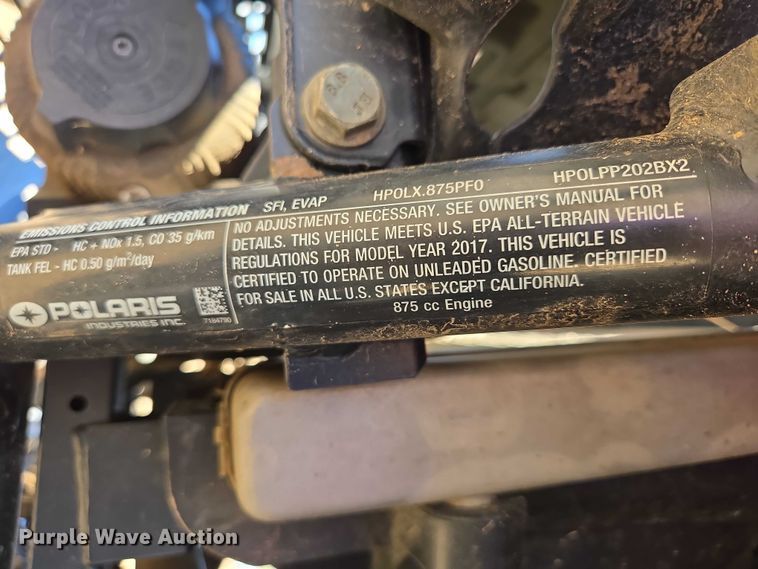 EMISSIONS CONTROL INFORMATION SFI, EVAP HPOLX.875PF0 HPOLPP202BX2
EPA STD - HC + NOx 1.5, CO 35 g/km
TANK FEL - HC 0.50 g/m²/day
POLARIS
INDUSTRIES INC.
7184790
NO ADJUSTMENTS NECESSARY. SEE OWNER'S MANUAL FOR
DETAILS. THIS VEHICLE MEETS U.S. EPA ALL-TERRAIN VEHICLE
REGULATIONS FOR MODEL YEAR 2017. THIS VEHICLE IS
CERTIFIED TO OPERATE ON UNLEADED GASOLINE. CERTIFIED
FOR SALE IN ALL U.S. STATES EXCEPT CALIFORNIA.
875 cc Engine
8.8
Purple Wave Auction